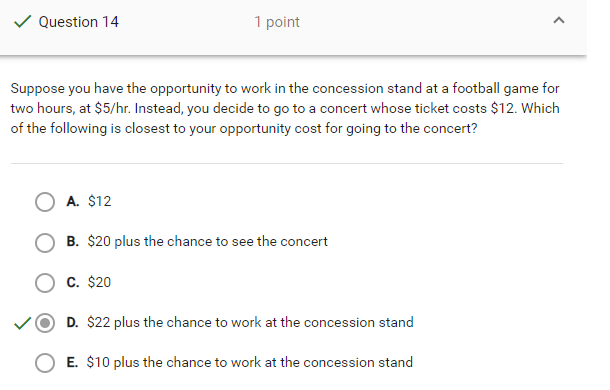 Question 14
1 point
Suppose you have the opportunity to work in the concession stand at a football game for
two hours, at $5/hr. Instead, you decide to go to a concert whose ticket costs $12. Which
of the following is closest to your opportunity cost for going to the concert?
A. $12
B. $20 plus the chance to see the concert
C. $20
D. $22 plus the chance to work at the concession stand
E. $10 plus the chance to work at the concession stand